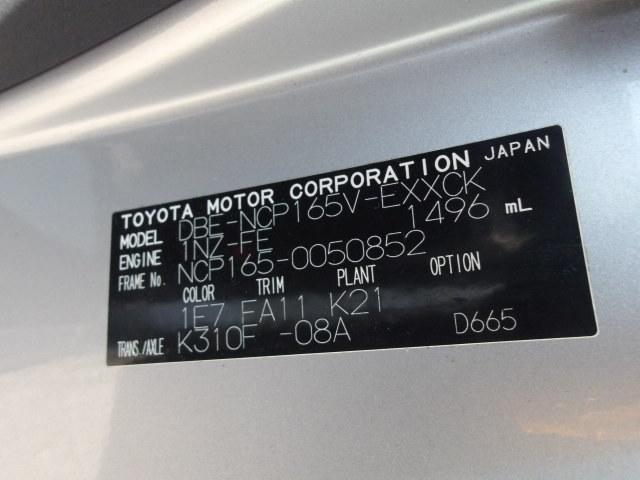 TOYOTA MOTOR CORPORATION JAPAN
MODEL DBE-NCP165V-EXXCK
ENGINE 1NZ-FE 1496 mL
FRAME No. NCP165-0050852
COLOR TRIM PLANT OPTION
1E7 FA11 K21
TRANS./AXLE K310F -08A D665